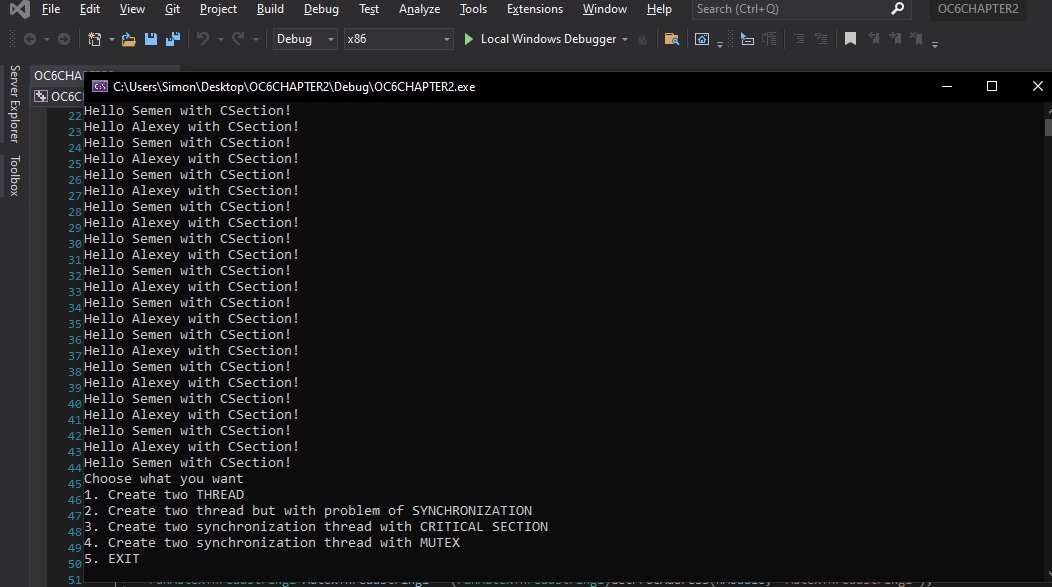 File Edit View Git Project Build Debug Test Analyze Tools Extensions Window Help Search (Ctrl+Q) OC6CHAPTER2
Debug x86 Local Windows Debugger
Server Explorer
Toolbox
OC6CHA
C:\Users\Simon\Desktop\OC6CHAPTER2\Debug\OC6CHAPTER2.exe
OC6C
22 Hello Semen with CSection!
23 Hello Alexey with CSection!
24 Hello Semen with CSection!
25 Hello Alexey with CSection!
26 Hello Semen with CSection!
27 Hello Alexey with CSection!
28 Hello Semen with CSection!
29 Hello Alexey with CSection!
30 Hello Semen with CSection!
31 Hello Alexey with CSection!
32 Hello Semen with CSection!
33 Hello Alexey with CSection!
34 Hello Semen with CSection!
35 Hello Alexey with CSection!
36 Hello Semen with CSection!
37 Hello Alexey with CSection!
38 Hello Semen with CSection!
39 Hello Alexey with CSection!
40 Hello Semen with CSection!
41 Hello Alexey with CSection!
42 Hello Semen with CSection!
43 Hello Alexey with CSection!
44 Hello Semen with CSection!
45 Choose what you want
46 1. Create two THREAD
47 2. Create two thread but with problem of SYNCHRONIZATION
48 3. Create two synchronization thread with CRITICAL SECTION
49 4. Create two synchronization thread with MUTEX
50 5. EXIT
51